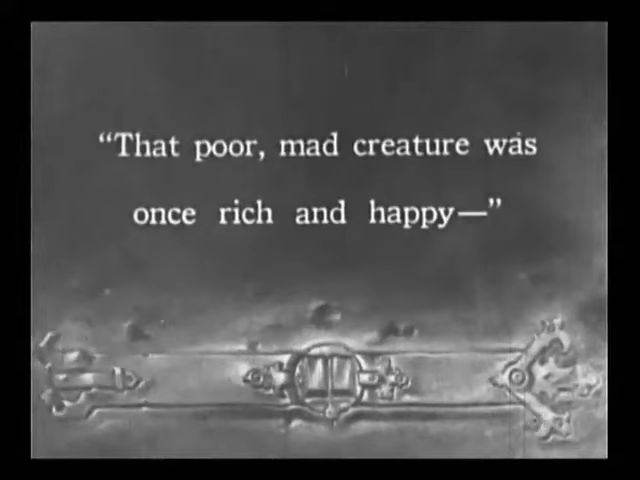 “That poor, mad creature was
once rich and happy—”